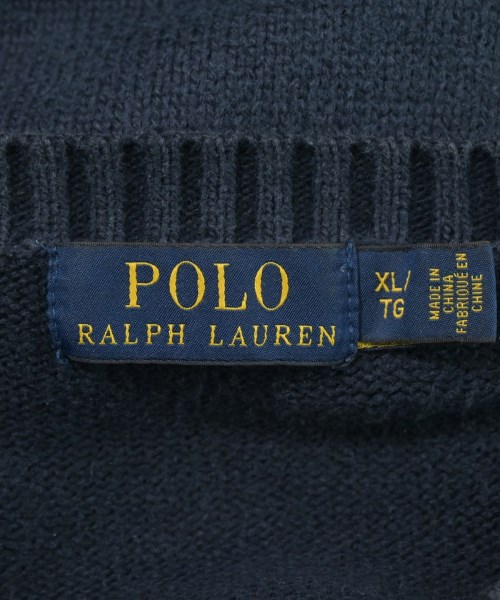 POLO
RALPH LAUREN
XL/
TG
MADE IN
CHINA
FABRIQUÉ EN
CHINE